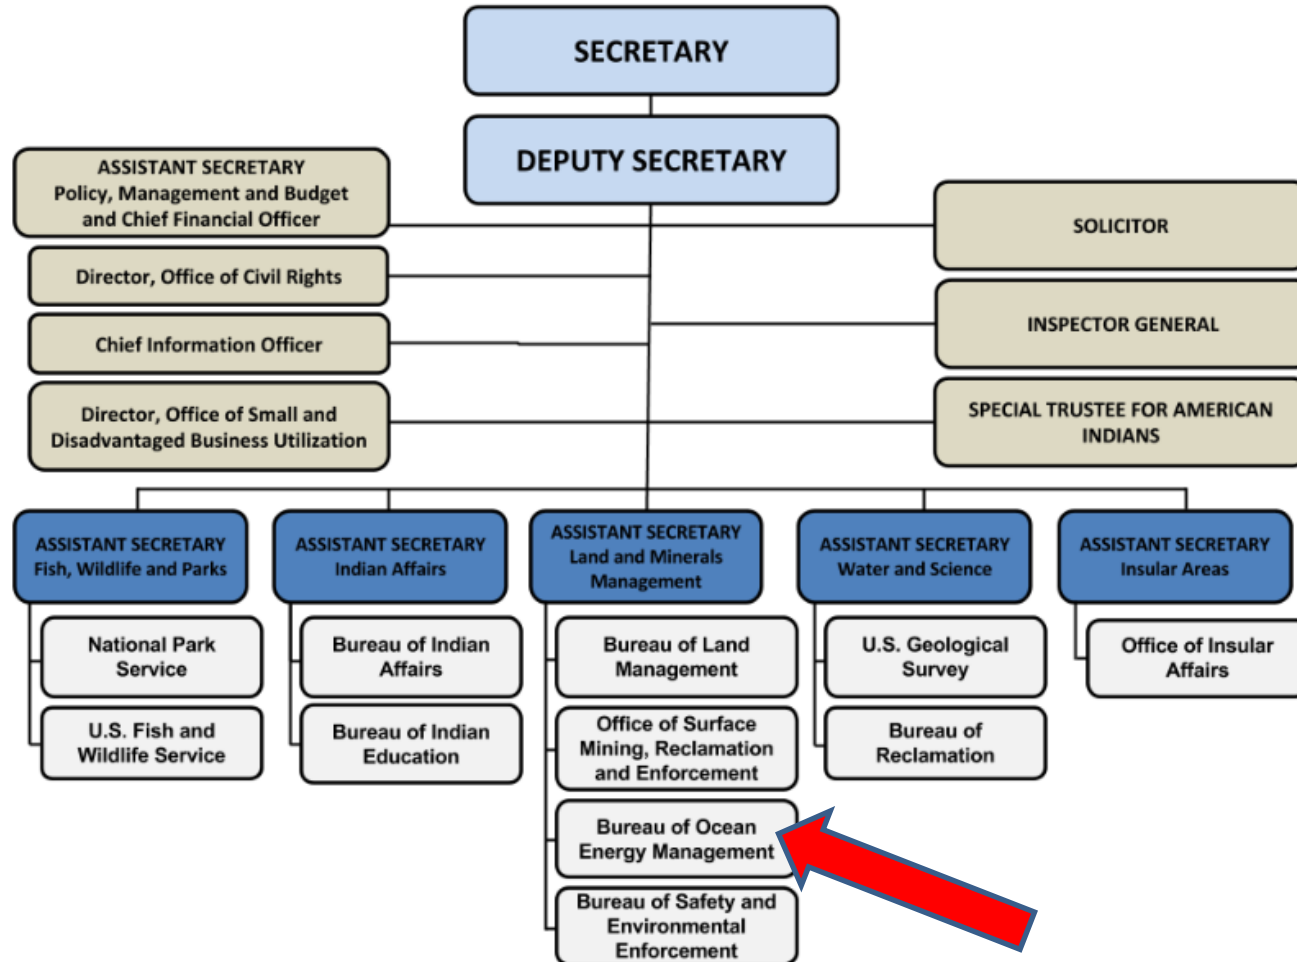 SECRETARY
DEPUTY SECRETARY
ASSISTANT SECRETARY
Policy, Management and Budget
and Chief Financial Officer
Director, Office of Civil Rights
Chief Information Officer
Director, Office of Small and
Disadvantaged Business Utilization
SOLICITOR
INSPECTOR GENERAL
SPECIAL TRUSTEE FOR AMERICAN
INDIANS
ASSISTANT SECRETARY
Fish, Wildlife and Parks
National Park
Service
U.S. Fish and
Wildlife Service
ASSISTANT SECRETARY
Indian Affairs
Bureau of Indian
Affairs
Bureau of Indian
Education
ASSISTANT SECRETARY
Land and Minerals
Management
Bureau of Land
Management
Office of Surface
Mining, Reclamation
and Enforcement
Bureau of Ocean
Energy Management
Bureau of Safety and
Environmental
Enforcement
ASSISTANT SECRETARY
Water and Science
U.S. Geological
Survey
Bureau of
Reclamation
ASSISTANT SECRETARY
Insular Areas
Office of Insular
Affairs